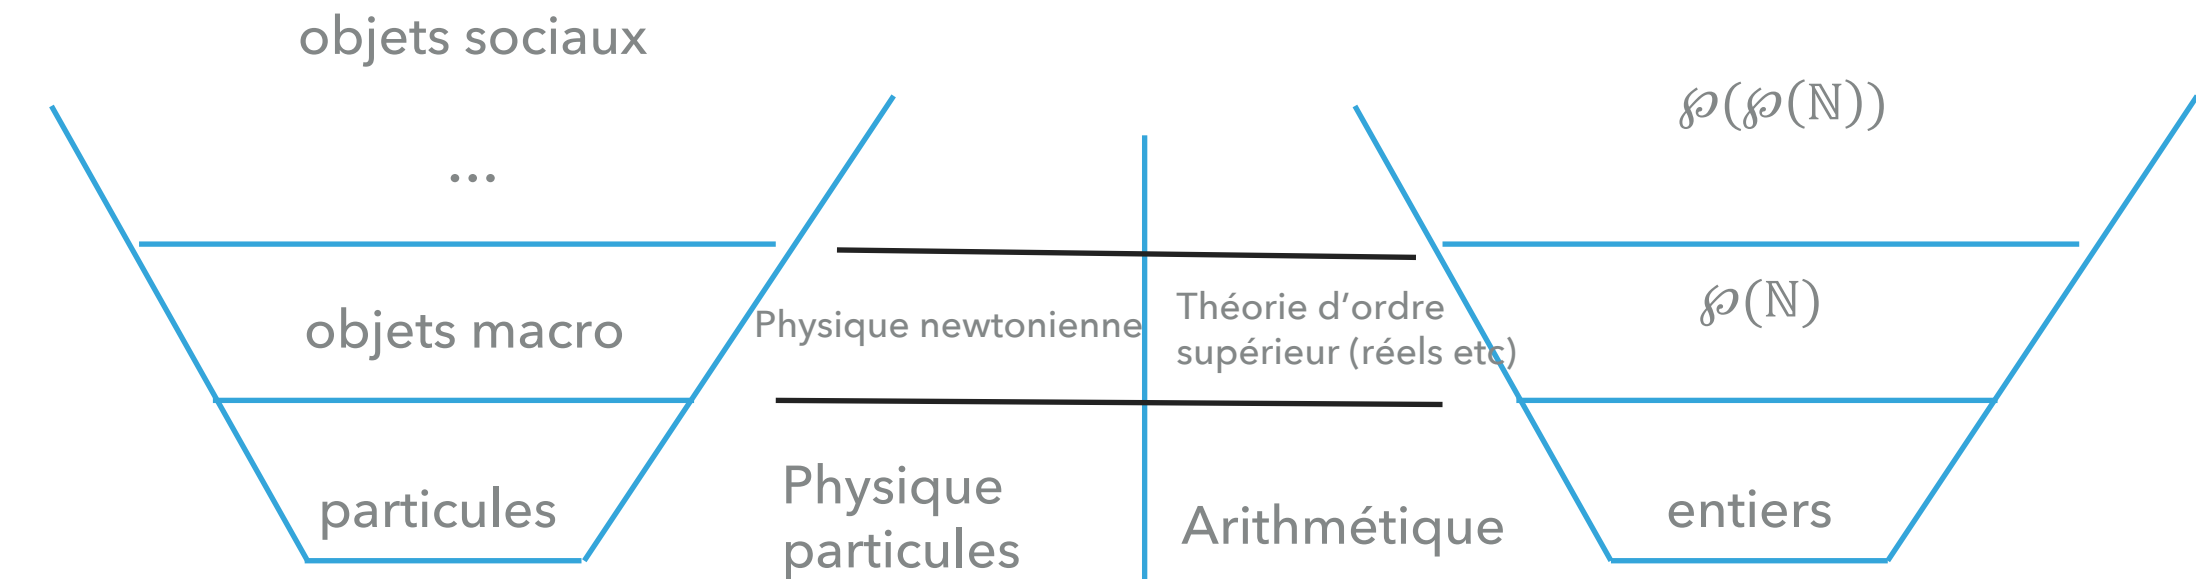 objets sociaux
...
objets macro
particules
Physique newtonienne
Physique
particules
Théorie d’ordre
supérieur (réels etc)
Arithmétique
℘(℘(ℕ))
℘(ℕ)
entiers